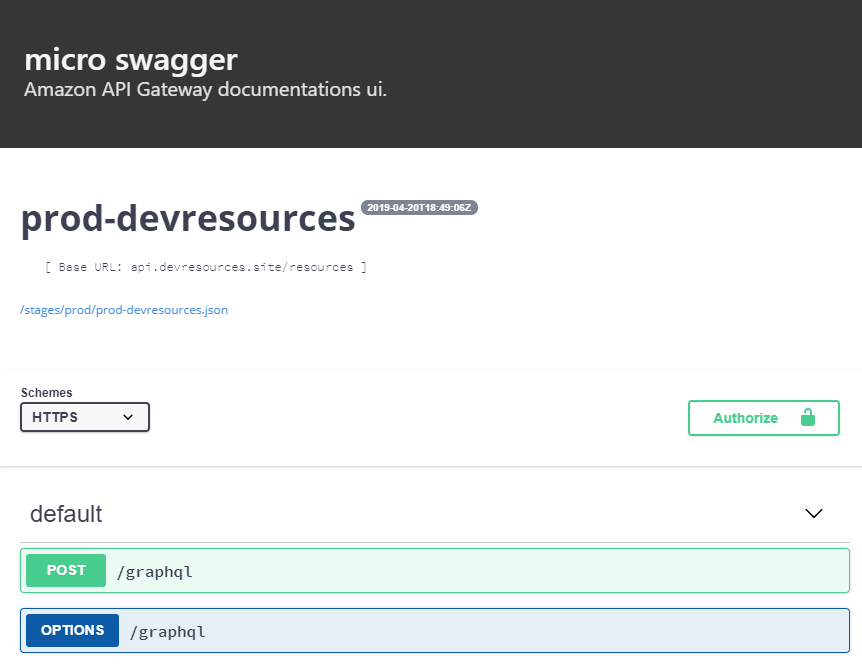 micro swagger
Amazon API Gateway documentations ui.
prod-devresources 2019-04-20T18:49:06Z
[ Base URL: api.devresources.site/resources ]
/stages/prod/prod-devresources.json
Schemes
HTTPS
Authorize
default
POST /graphql
OPTIONS /graphql